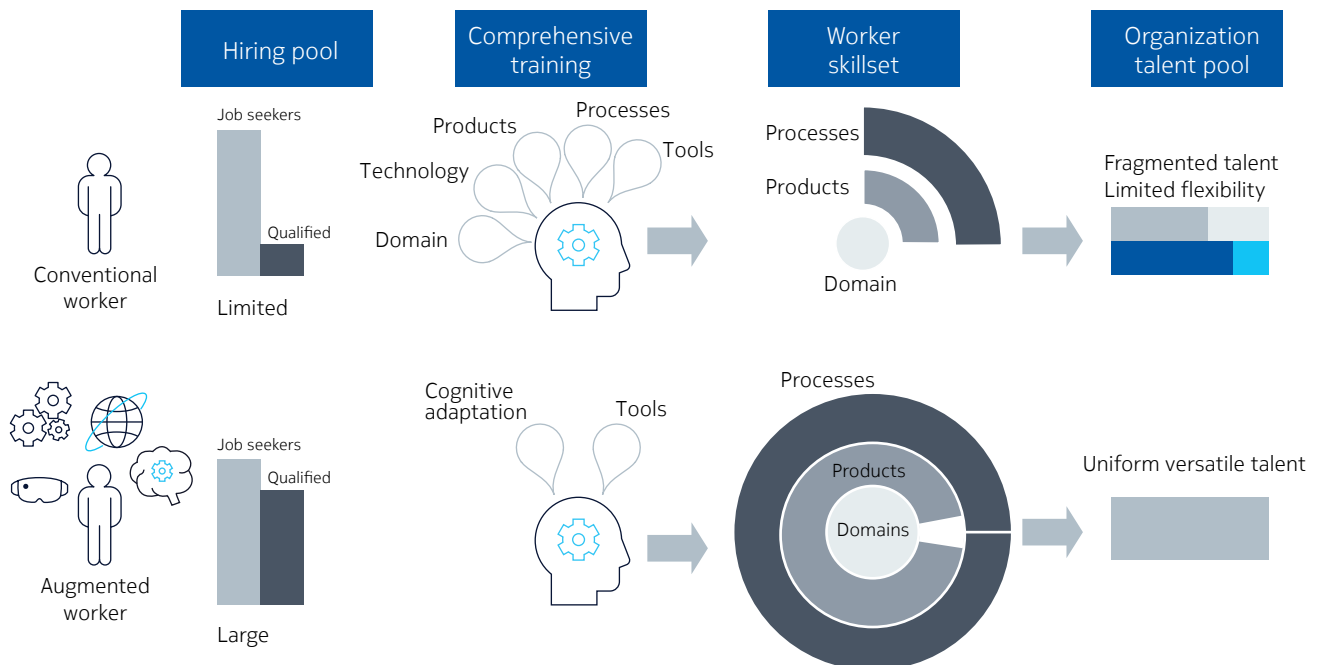 Hiring pool
Comprehensive
training
Worker
skillset
Organization
talent pool
Conventional
worker
Job seekers
Qualified
Limited
Domain
Technology
Products
Processes
Tools
Processes
Products
Domain
Fragmented talent
Limited flexibility
Augmented
worker
Job seekers
Qualified
Large
Cognitive
adaptation
Tools
Processes
Products
Domains
Uniform versatile talent